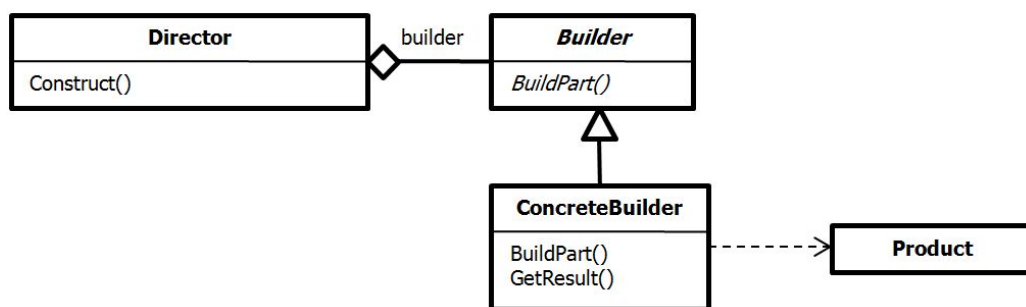 Director
Construct()
builder
Builder
BuildPart()
ConcreteBuilder
BuildPart()
GetResult()
Product